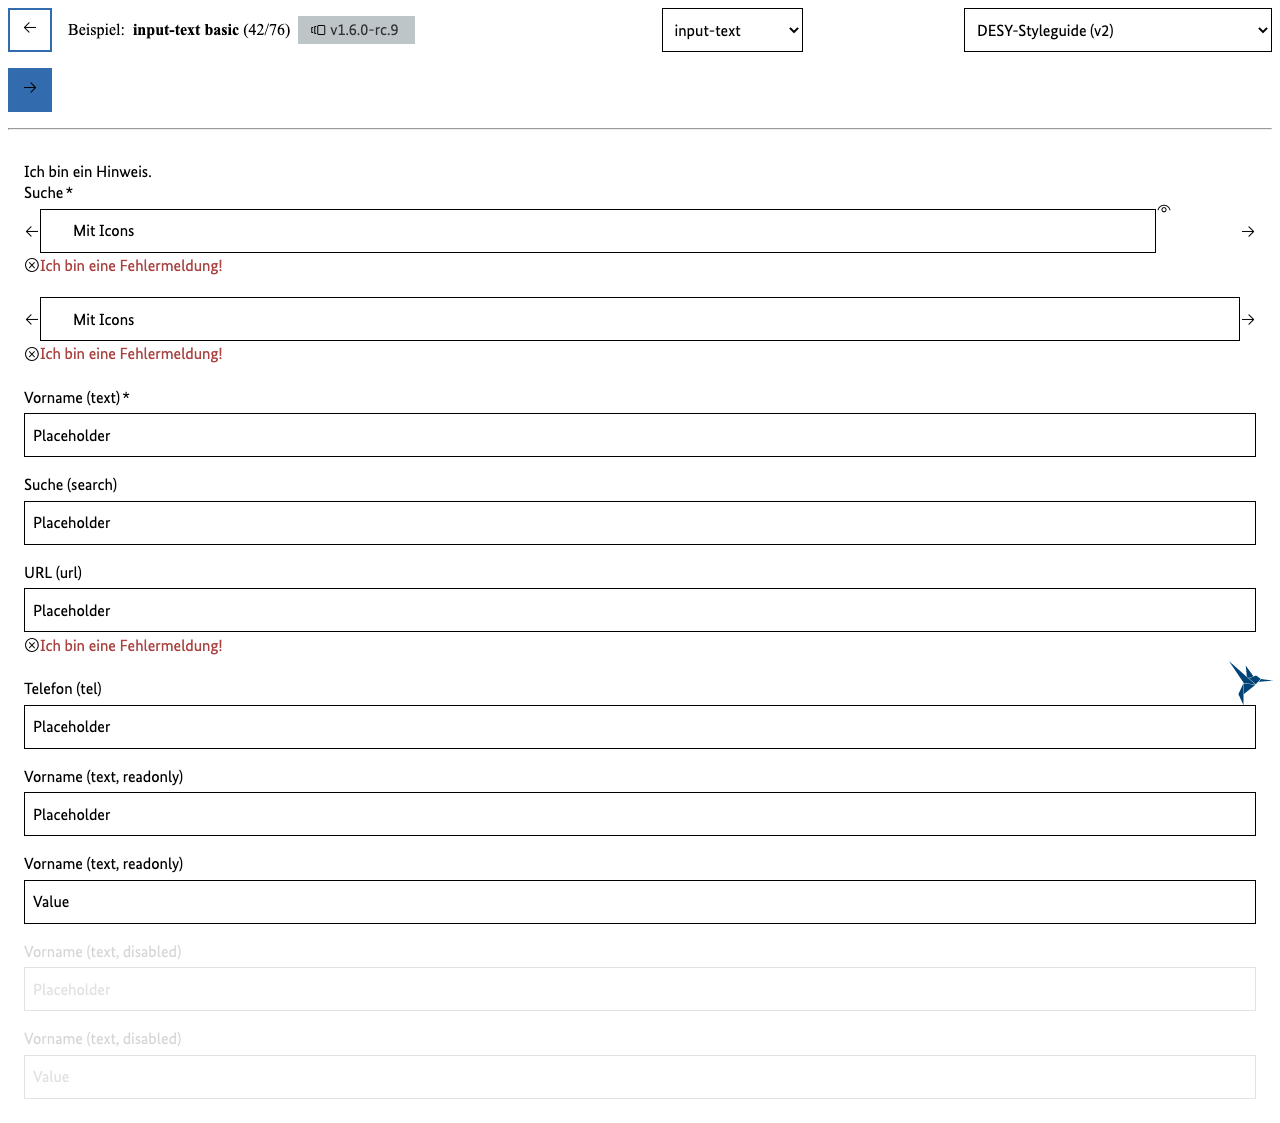 Beispiel: input-text basic (42/76) v1.6.0-rc.9 input-text DESY-Styleguide (v2)
Ich bin ein Hinweis.
Suche *
Mit Icons
Ich bin eine Fehlermeldung!
Mit Icons
Ich bin eine Fehlermeldung!
Vorname (text) *
Placeholder
Suche (search)
Placeholder
URL (url)
Placeholder
Ich bin eine Fehlermeldung!
Telefon (tel)
Placeholder
Vorname (text, readonly)
Placeholder
Vorname (text, readonly)
Value
Vorname (text, disabled)
Placeholder
Vorname (text, disabled)
Value